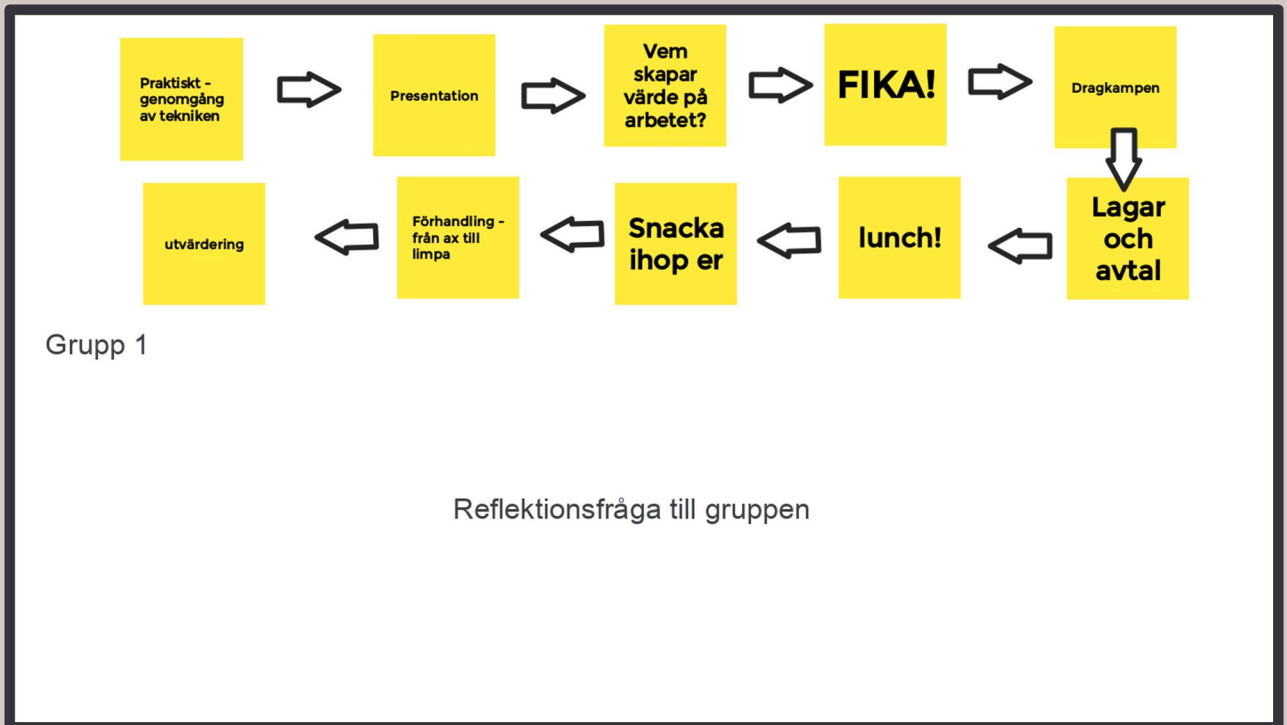 Praktiskt -
genomgång
av tekniken
Presentation
Vem
skapar
värde på
arbetet?
FIKA!
Dragkampen
Lagar
och
avtal
lunch!
Snacka
ihop er
Förhandling -
från ax till
limpa
utvärdering
Grupp 1
Reflektionsfråga till gruppen